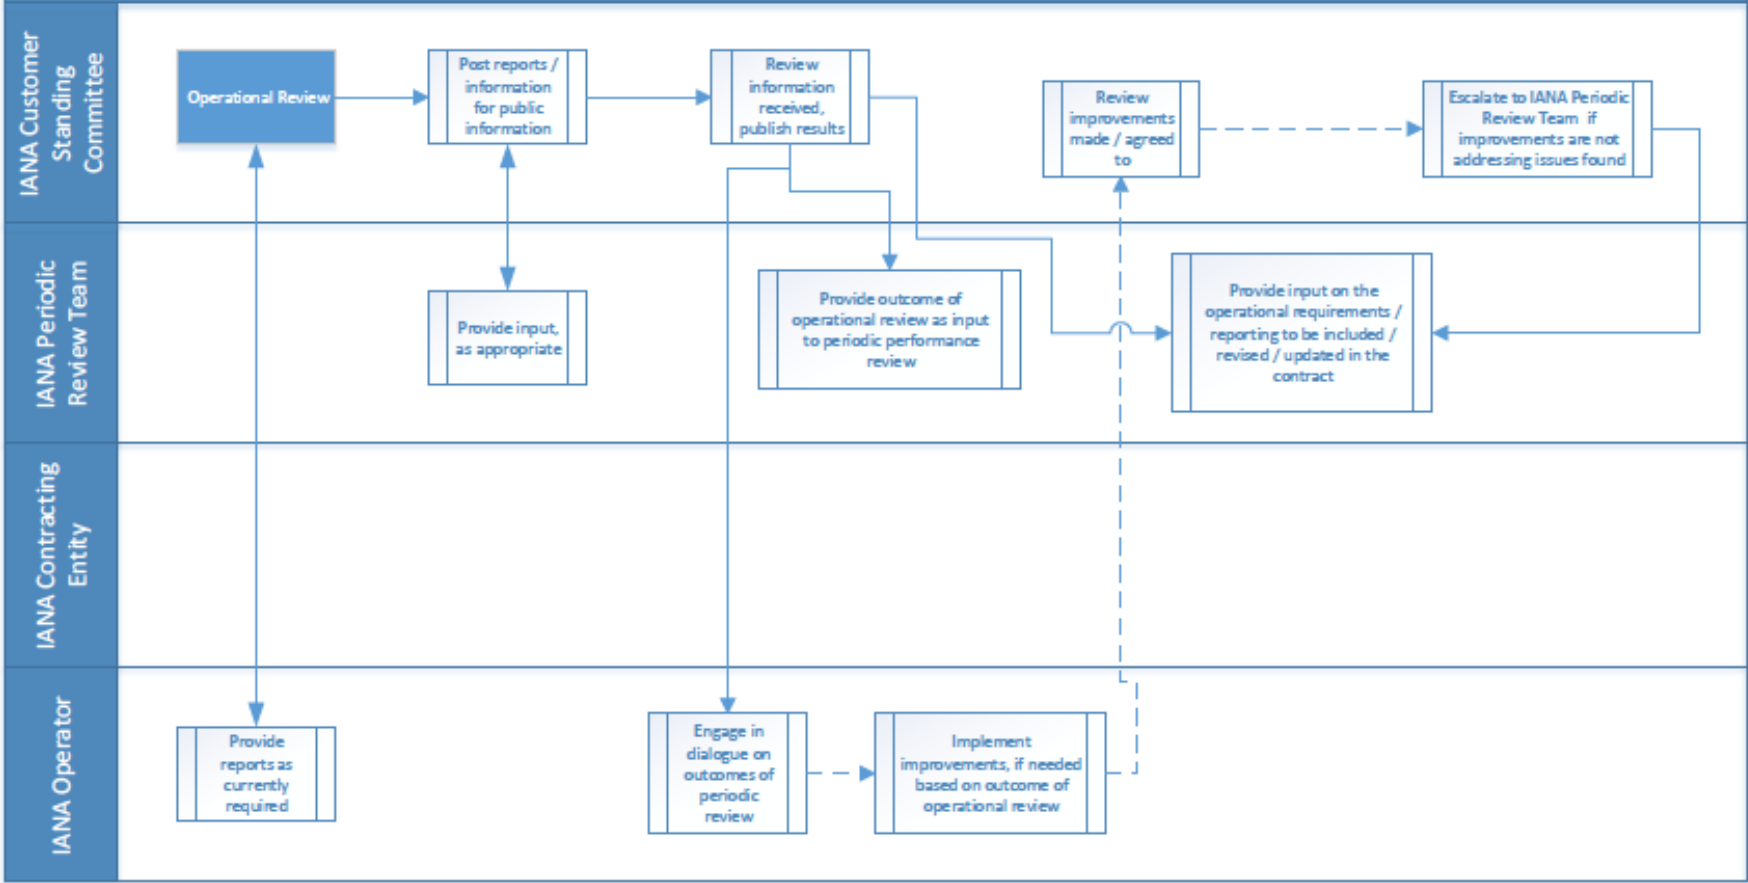 IANA Customer
Standing
Committee
Operational Review
Post reports /
information
for public
information
Review
information
received,
publish results
Review
improvements
made / agreed
to
Escalate to IANA Periodic
Review Team if
improvements are not
addressing issues found
IANA Periodic
Review Team
Provide input,
as appropriate
Provide outcome of
operational review as input
to periodic performance
review
Provide input on the
operational requirements /
reporting to be included /
revised / updated in the
contract
IANA Contracting
Entity
IANA Operator
Provide
reports as
currently
required
Engage in
dialogue on
outcomes of
periodic
review
Implement
improvements, if needed
based on outcome of
operational review